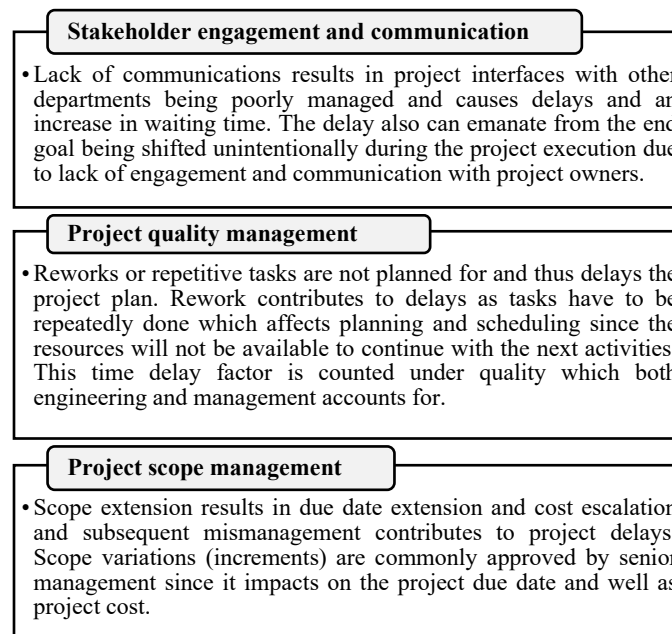 Stakeholder engagement and communication
• Lack of communications results in project interfaces with other
departments being poorly managed and causes delays and an
increase in waiting time. The delay also can emanate from the end
goal being shifted unintentionally during the project execution due
to lack of engagement and communication with project owners.
Project quality management
• Reworks or repetitive tasks are not planned for and thus delays the
project plan. Rework contributes to delays as tasks have to be
repeatedly done which affects planning and scheduling since the
resources will not be available to continue with the next activities
This time delay factor is counted under quality which both
engineering and management accounts for.
Project scope management
• Scope extension results in due date extension and cost escalation
and subsequent mismanagement contributes to project delays
Scope variations (increments) are commonly approved by senior
management since it impacts on the project due date and well as
project cost.